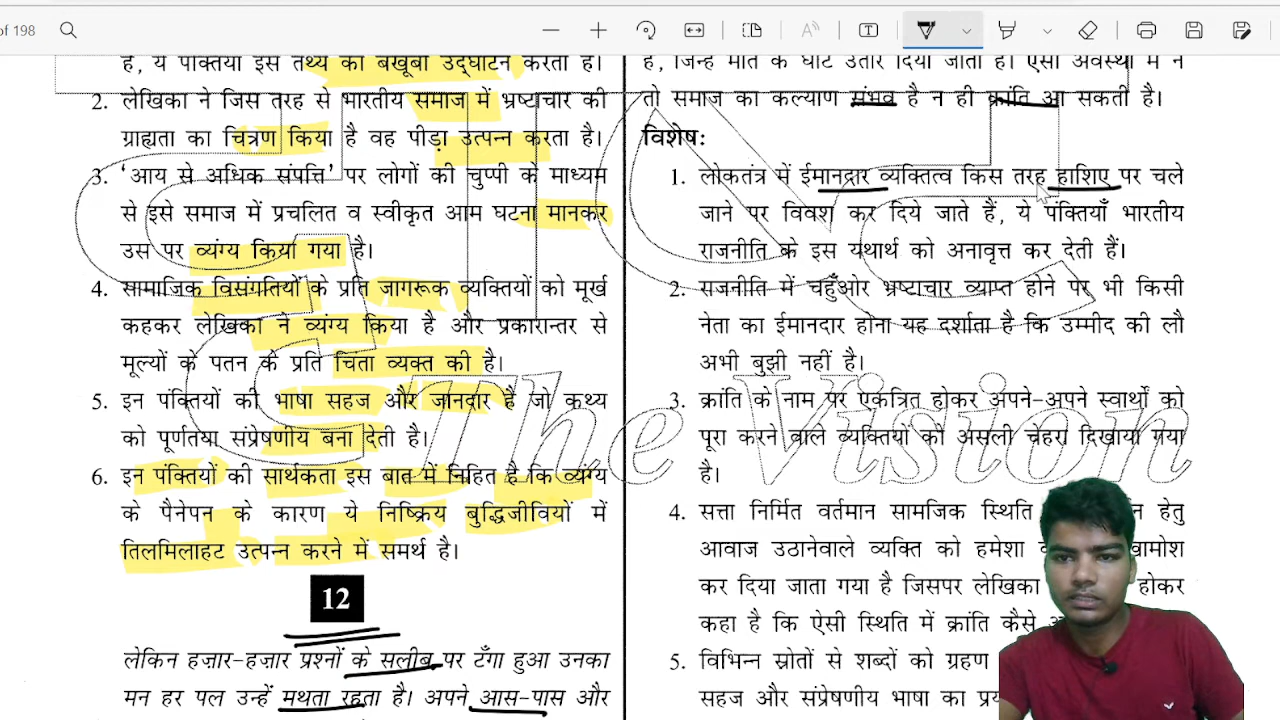 of 198
है, ये पंक्तियाँ इस तथ्य का बखूबी उद्घाटन करती हैं।
2. लेखिका ने जिस तरह से भारतीय समाज में भ्रष्टाचार की
ग्राह्यता का चित्रण किया है वह पीड़ा उत्पन्न करता है।
3. ‘आय से अधिक संपत्ति’ पर लोगों की चुप्पी के माध्यम
से इसे समाज में प्रचलित व स्वीकृत आम घटना मानकर
उस पर व्यंग्य किया गया है।
4. सामाजिक विसंगतियों के प्रति जागरूक व्यक्तियों को मूर्ख
कहकर लेखिका ने व्यंग्य किया है और प्रकारान्तर से
मूल्यों के पतन के प्रति चिंता व्यक्त की है।
5. इन पंक्तियों की भाषा सहज और जानदार है जो कथ्य
को पूर्णतया संप्रेषणीय बना देती है।
6. इन पंक्तियों की सार्थकता इस बात में निहित है कि व्यंग्य
के पैनेपन के कारण ये निष्क्रिय बुद्धिजीवियों में
तिलमिलाहट उत्पन्न करने में समर्थ है।
12
लेकिन हज़ार-हज़ार प्रश्नों के सलीब पर टँगा हुआ उनका
मन हर पल उन्हें मथता रहता है। अपने आस-पास और
है, जिन्हें मौत के घाट उतार दिया जाता है। ऐसी अवस्था में न
तो समाज का कल्याण संभव है न ही क्रांति आ सकती है।
विशेषः
1. लोकतंत्र में ईमानदार व्यक्तित्व किस तरह हाशिए पर चले
जाने पर विवश कर दिये जाते हैं, ये पंक्तियाँ भारतीय
राजनीति के इस यथार्थ को अनावृत्त कर देती हैं।
2. राजनीति में चहुँओर भ्रष्टाचार व्याप्त होने पर भी किसी
नेता का ईमानदार होना यह दर्शाता है कि उम्मीद की लौ
अभी बुझी नहीं है।
3. क्रांति के नाम पर एकत्रित होकर अपने-अपने स्वार्थों को
पूरा करने वाले व्यक्तियों को असली चेहरा दिखाया गया
है।
4. सत्ता निर्मित वर्तमान सामजिक स्थिति हेतु
आवाज उठानेवाले व्यक्ति को हमेशा
कर दिया जाता गया है जिसपर लेखिका होकर
कहा है कि ऐसी स्थिति में क्रांति कैसे
5. विभिन्न स्रोतों से शब्दों को ग्रहण
सहज और संप्रेषणीय भाषा का
The Vision